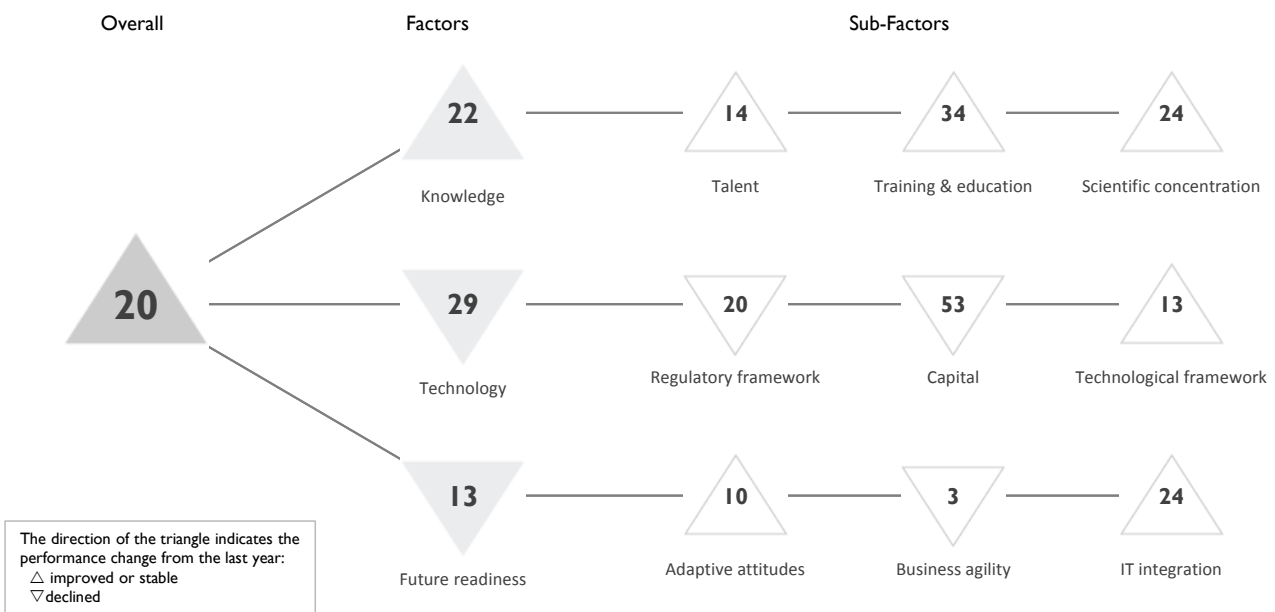 Overall
Factors
Sub-Factors
22
14
34
24
Knowledge
Talent
Training & education
Scientific concentration
20
29
20
53
13
Technology
Regulatory framework
Capital
Technological framework
13
10
3
24
Future readiness
Adaptive attitudes
Business agility
IT integration
The direction of the triangle indicates the
performance change from the last year:
△ improved or stable
▽ declined